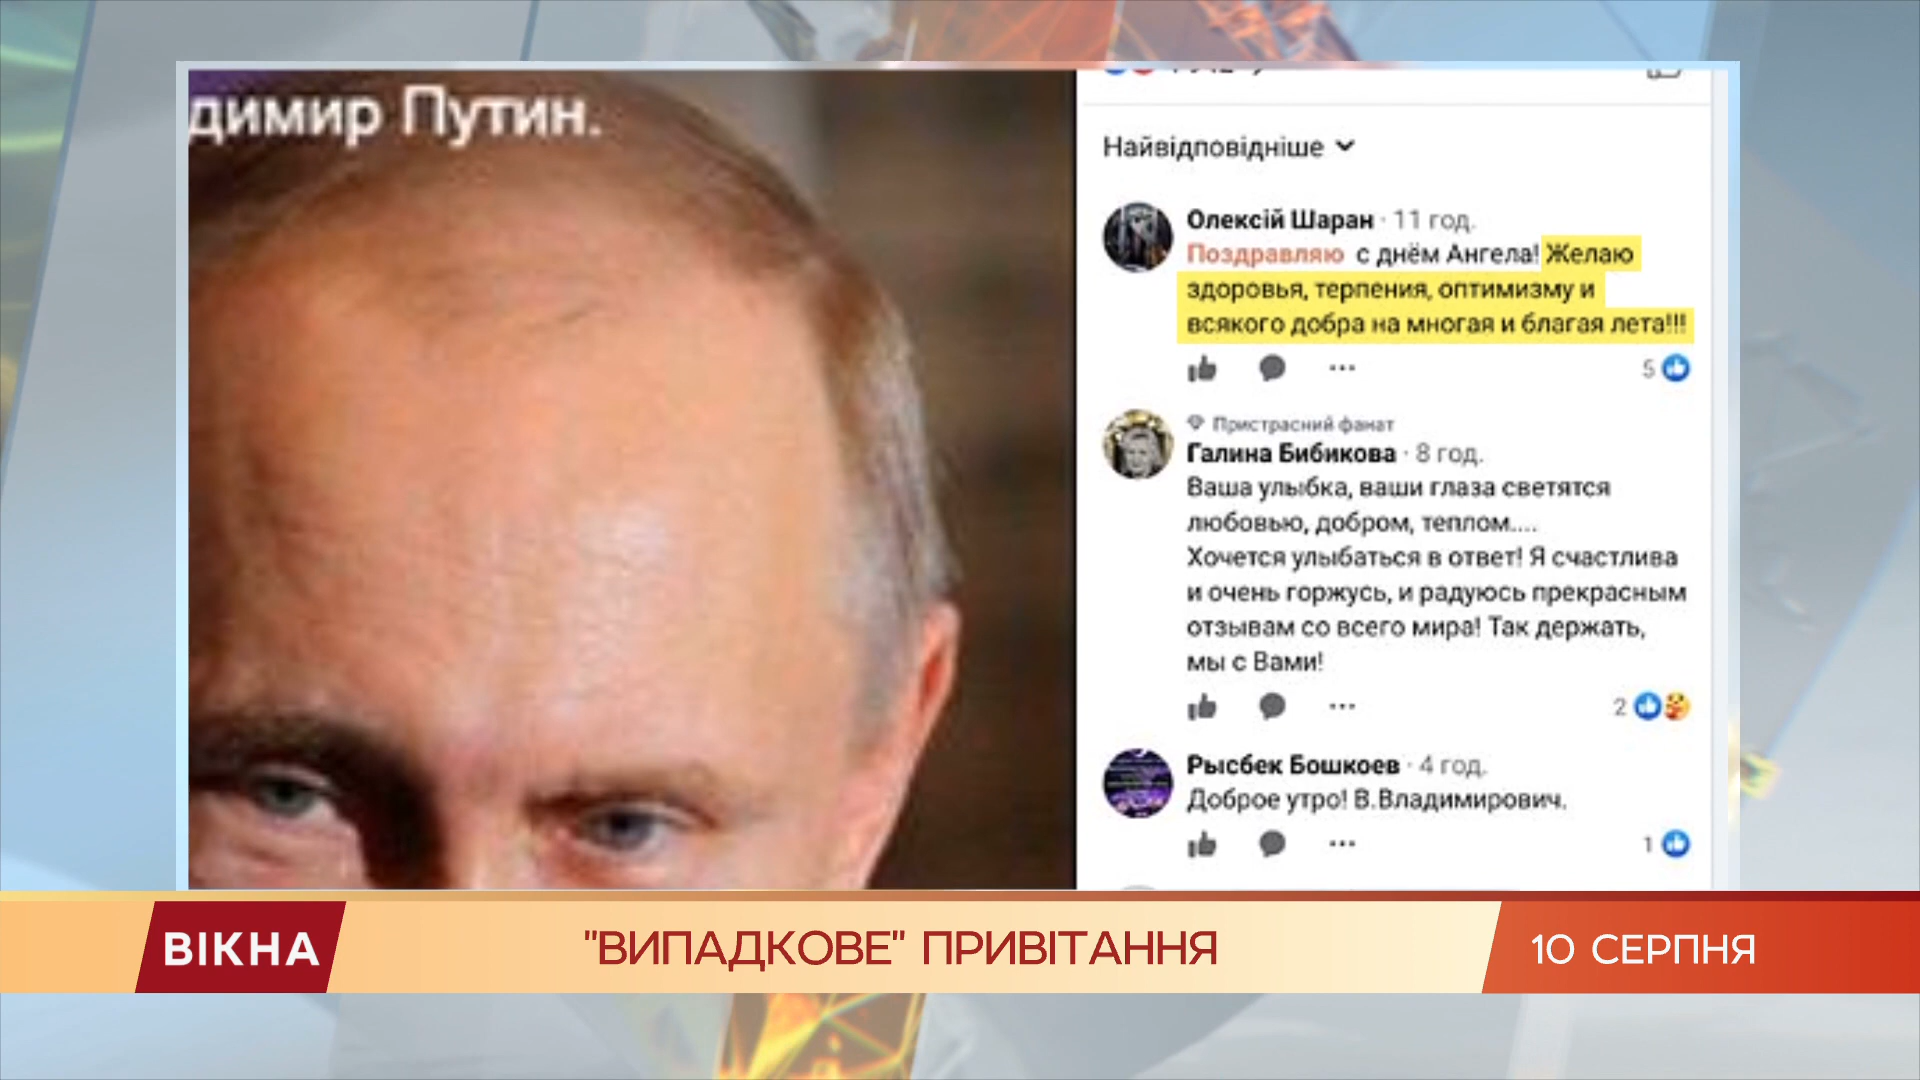 димир Путин.
Найвідповідніше
Олексій Шаран · 11 год.
Поздравляю с днём Ангела! Желаю
здоровья, терпения, оптимизму и
всякого добра на многая и благая лета!!!
5
Пристрасний фанат
Галина Бибикова · 8 год.
Ваша улыбка, ваши глаза светятся
любовью, добром, теплом....
Хочется улыбаться в ответ! Я счастлива
и очень горжусь, и радуюсь прекрасным
отзывам со всего мира! Так держать,
мы с Вами!
2
Рысбек Бошкоев · 4 год.
Доброе утро! В.Владимирович.
1
ВІКНА
"ВИПАДКОВЕ" ПРИВІТАННЯ
10 СЕРПНЯ